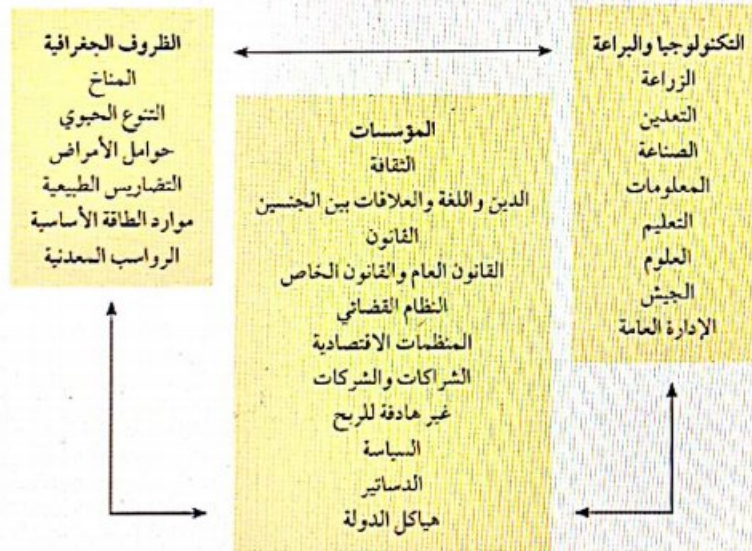 الظروف الجغرافية
المناخ
التنوع الحيوي
حوامل الأمراض
التضاريس الطبيعية
موارد الطاقة الأساسية
الرواسب المعدنية
المؤسسات
الثقافة
الدين واللغة والعلاقات بين الجنسين
القانون
القانون العام والقانون الخاص
النظام القضائي
المنظمات الاقتصادية
الشراكات والشركات
غير هادفة للربح
السياسة
الدساتير
هياكل الدولة
التكنولوجيا والبراعة
الزراعة
التعدين
الصناعة
المعلومات
التعليم
العلوم
الجيش
الإدارة العامة